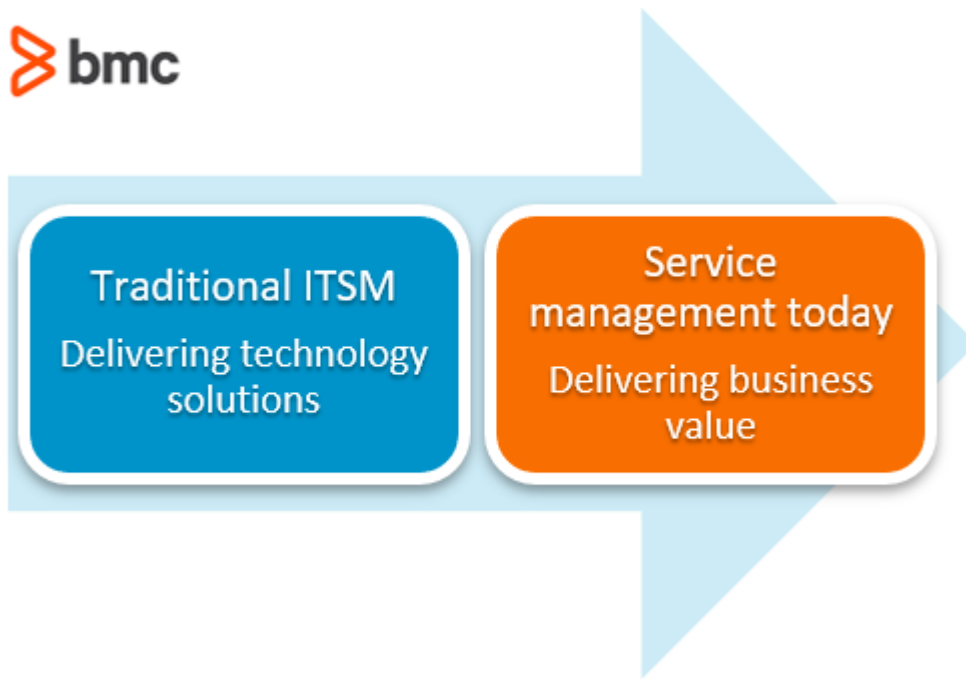 bmc
Traditional ITSM
Delivering technology
solutions
Service
management today
Delivering business
value